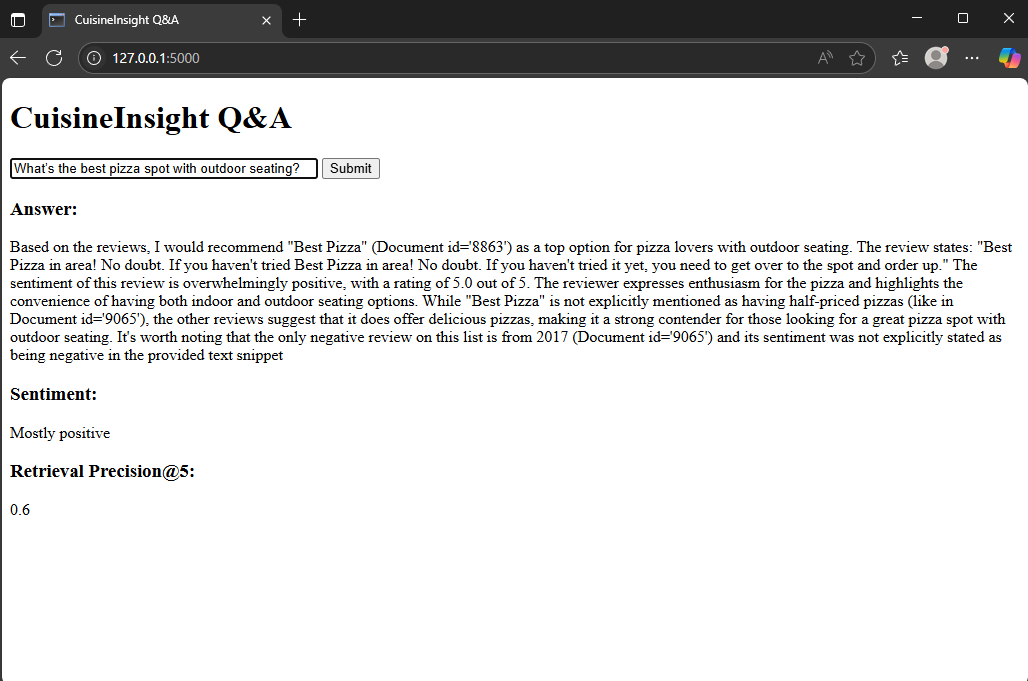 CuisineInsight Q&A
127.0.0.1:5000
CuisineInsight Q&A
What's the best pizza spot with outdoor seating? Submit
Answer:
Based on the reviews, I would recommend "Best Pizza" (Document id='8863') as a top option for pizza lovers with outdoor seating. The review states: "Best
Pizza in area! No doubt. If you haven't tried Best Pizza in area! No doubt. If you haven't tried it yet, you need to get over to the spot and order up." The
sentiment of this review is overwhelmingly positive, with a rating of 5.0 out of 5. The reviewer expresses enthusiasm for the pizza and highlights the
convenience of having both indoor and outdoor seating options. While "Best Pizza" is not explicitly mentioned as having half-priced pizzas (like in
Document id='9065'), the other reviews suggest that it does offer delicious pizzas, making it a strong contender for those looking for a great pizza spot with
outdoor seating. It's worth noting that the only negative review on this list is from 2017 (Document id='9065') and its sentiment was not explicitly stated as
being negative in the provided text snippet
Sentiment:
Mostly positive
Retrieval Precision@5:
0.6